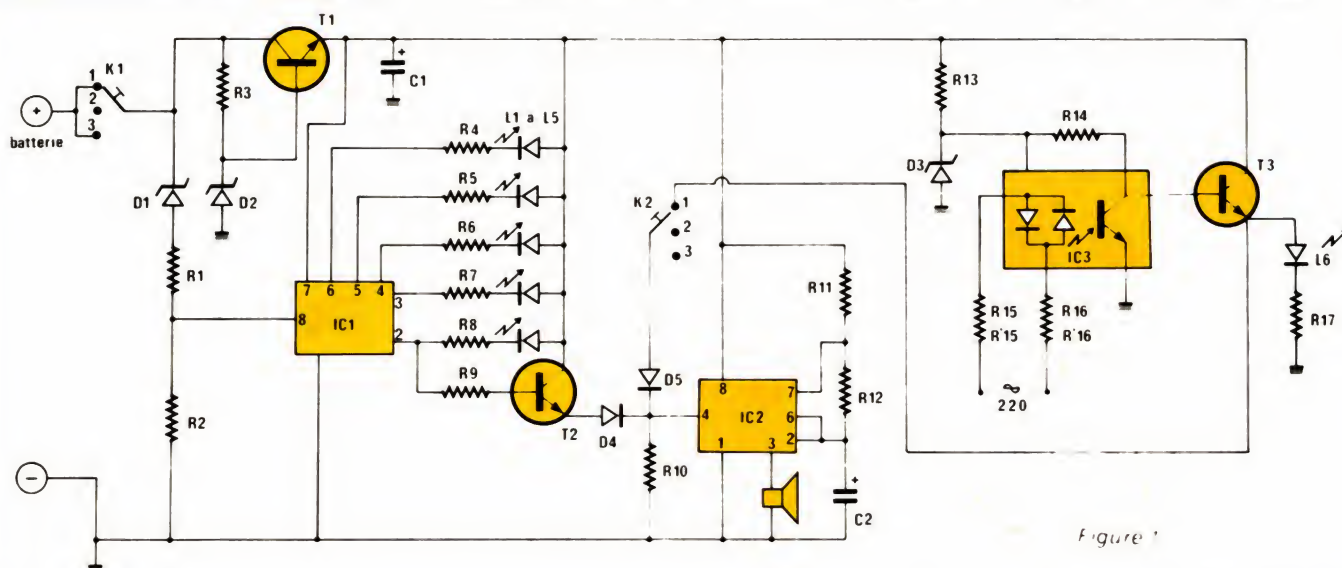 T1
K1
1
2
3
+
batterie
R3
C1
D1
D2
R1
R2
−
R4
L1 a L5
R5
R6
R7
R8
R9
7 6 5 4
3
8
IC1
2
T2
D4
K2
1
2
3
D5
R10
8
4
IC2
7
6
2
1
3
R11
R12
C2
+
R13
R14
D3
IC3
T3
L6
R15
R'15
R16
R'16
R17
220
Figure 1